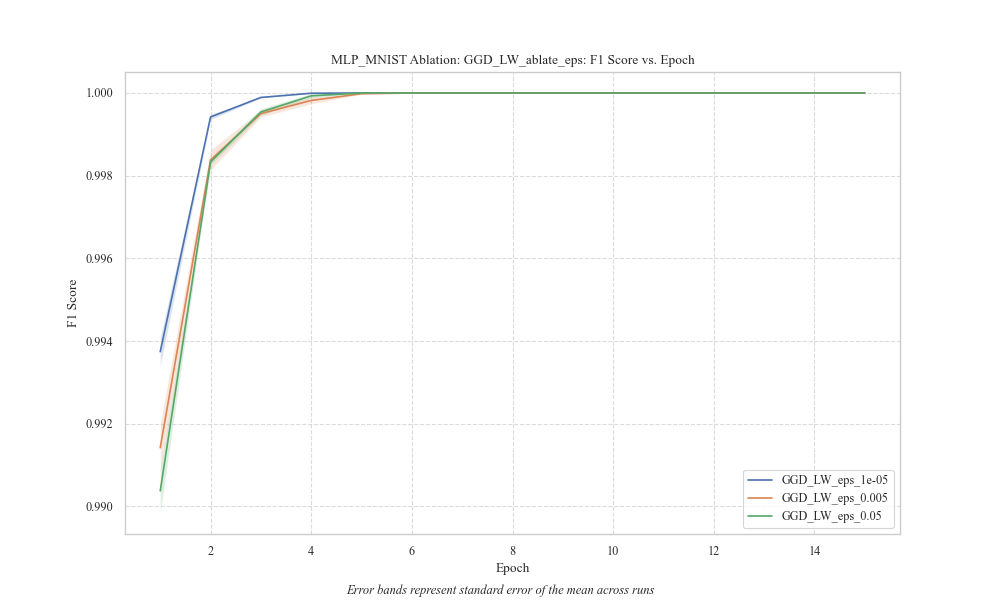 MLP_MNIST Ablation: GGD_LW_ablate_eps: F1 Score vs. Epoch
1.000
0.998
0.996
0.994
0.992
0.990
F1 Score
2
4
6
8
10
12
14
Epoch
GGD_LW_eps_1e-05
GGD_LW_eps_0.005
GGD_LW_eps_0.05
Error bands represent standard error of the mean across runs